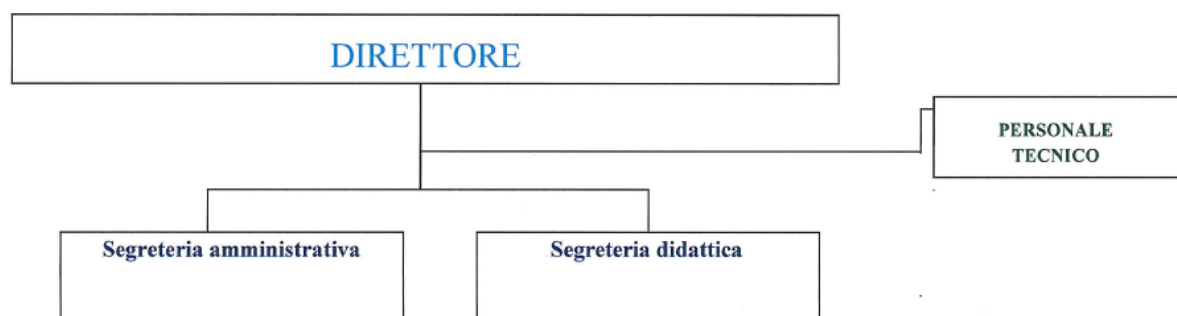 DIRETTORE
PERSONALE
TECNICO
Segreteria amministrativa
Segreteria didattica